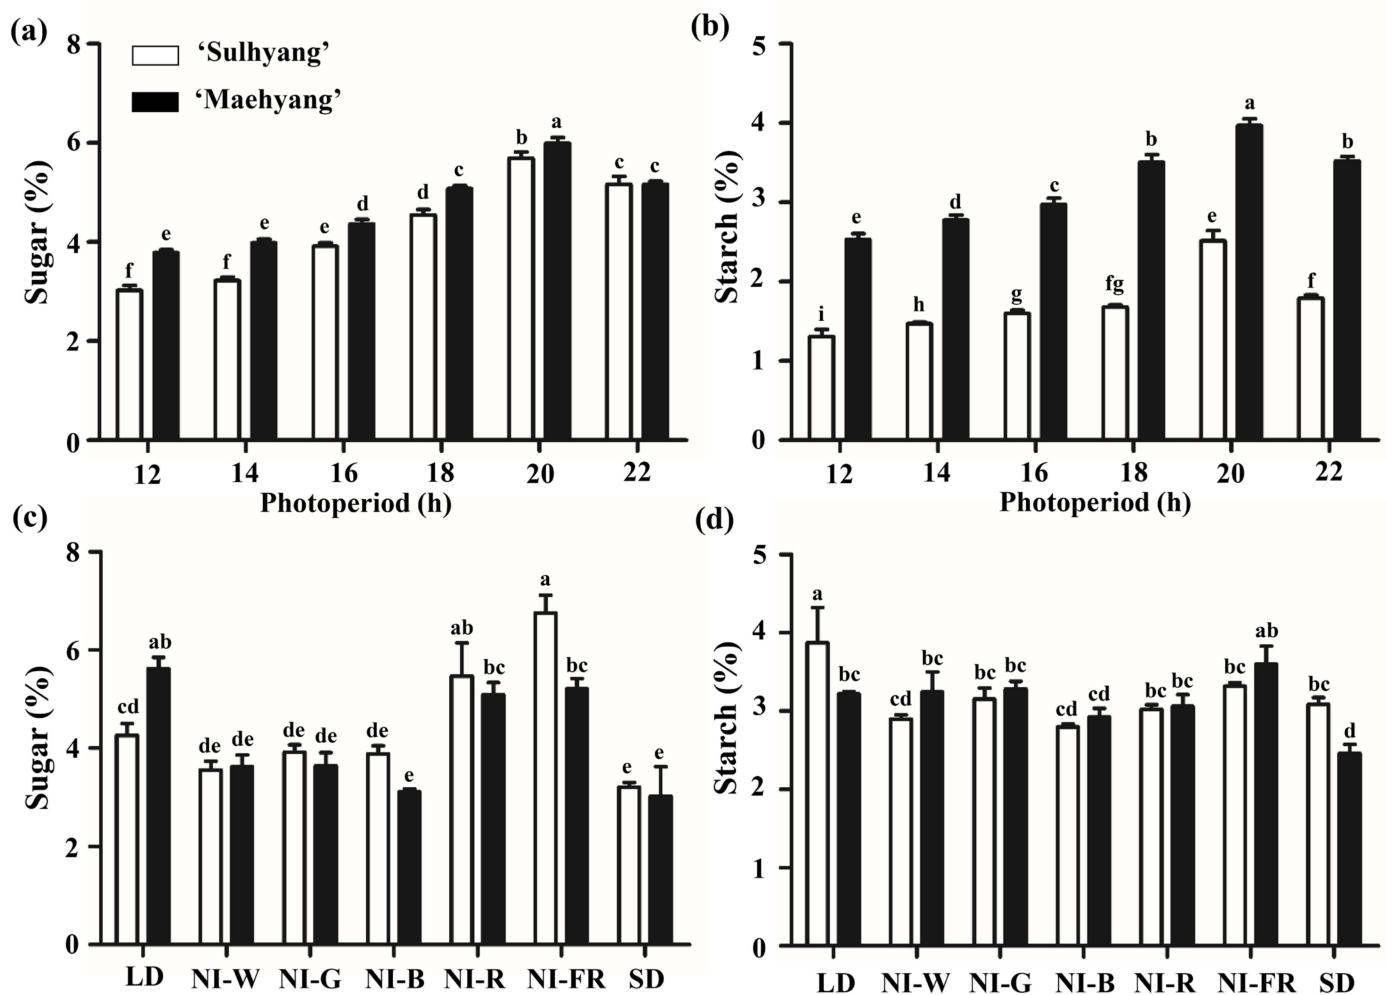 (a)
8
6
4
2
0
Sugar (%)
‘Sulhyang’
‘Maehyang’
f e f e e d d c b a c c
12 14 16 18 20 22
Photoperiod (h)
(b)
5
4
3
2
1
0
Starch (%)
i e h d g c fg b e a f b
12 14 16 18 20 22
Photoperiod (h)
(c)
8
6
4
2
0
Sugar (%)
cd ab de de de de de e ab bc a bc e e
LD NI-W NI-G NI-B NI-R NI-FR SD
(d)
5
4
3
2
1
0
Starch (%)
a bc cd bc bc bc cd cd bc bc bc ab bc d
LD NI-W NI-G NI-B NI-R NI-FR SD